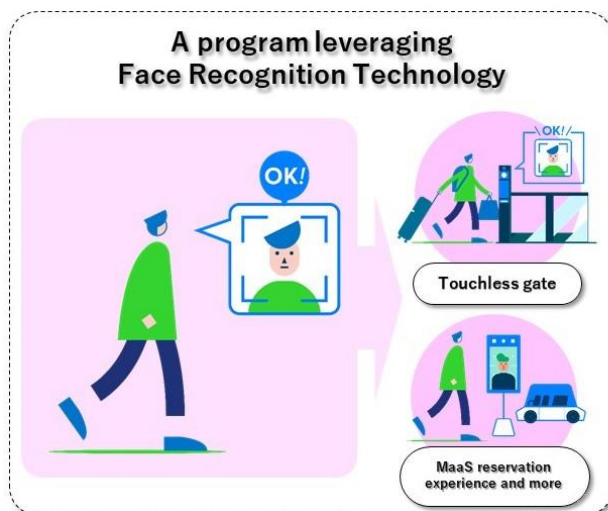 A program leveraging
Face Recognition Technology
OK!
OK!
Touchless gate
MaaS reservation
experience and more